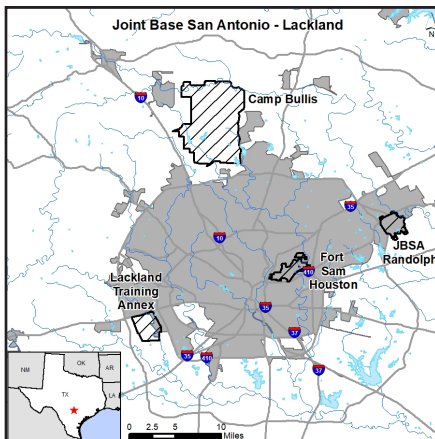 Joint Base San Antonio - Lackland
N
10
Camp Bullis
35
10
JBSA
Randolph
Fort
Sam
Houston
410
Lackland
Training
Annex
35
37
35
410
37
NM
OK
AR
TX
LA
0 2.5 5 10
Miles